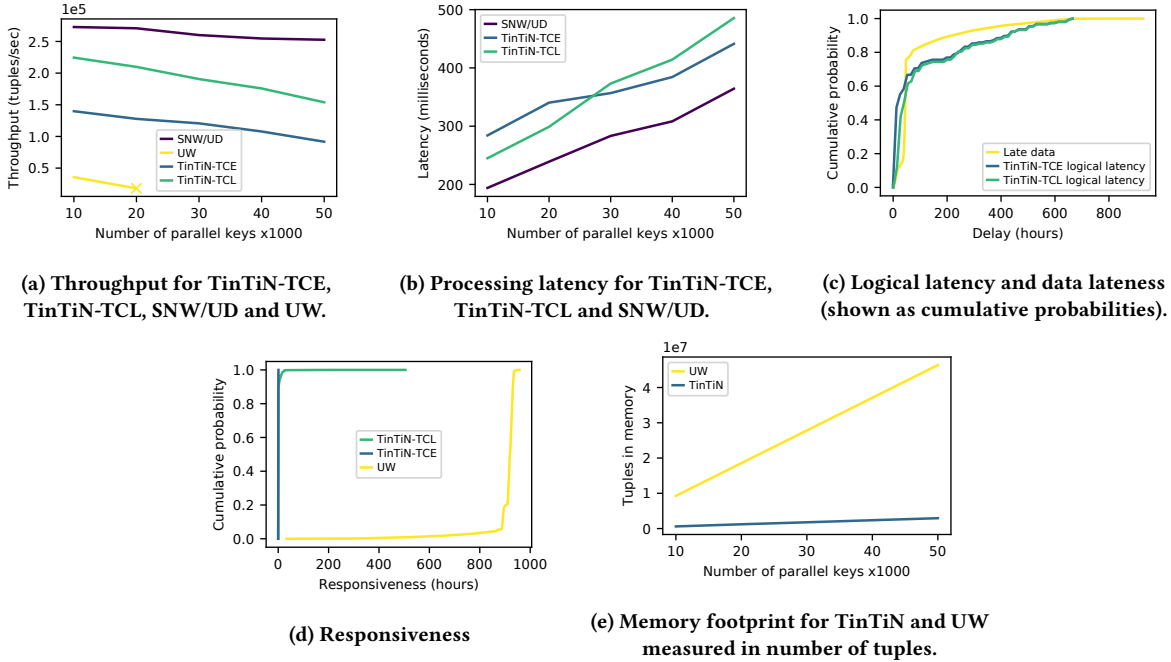 1e5
2.5
2.0
1.5
1.0
0.5
Throughput (tuples/sec)
SNW/UD
UW
TinTiN-TCE
TinTiN-TCL
10 20 30 40 50
Number of parallel keys x1000
(a) Throughput for TinTiN-TCE,
TinTiN-TCL, SNW/UD and UW.
500
400
300
200
Latency (milliseconds)
SNW/UD
TinTiN-TCE
TinTiN-TCL
10 20 30 40 50
Number of parallel keys x1000
(b) Processing latency for TinTiN-TCE,
TinTiN-TCL and SNW/UD.
1.0
0.8
0.6
0.4
0.2
0.0
Cumulative probability
Late data
TinTiN-TCE logical latency
TinTiN-TCL logical latency
0 200 400 600 800
Delay (hours)
(c) Logical latency and data lateness
(shown as cumulative probabilities).
1.0
0.8
0.6
0.4
0.2
0.0
Cumulative probability
TinTiN-TCL
TinTiN-TCE
UW
0 200 400 600 800 1000
Responsiveness (hours)
(d) Responsiveness
1e7
4
3
2
1
0
Tuples in memory
UW
TinTiN
10 20 30 40 50
Number of parallel keys x1000
(e) Memory footprint for TinTiN and UW
measured in number of tuples.